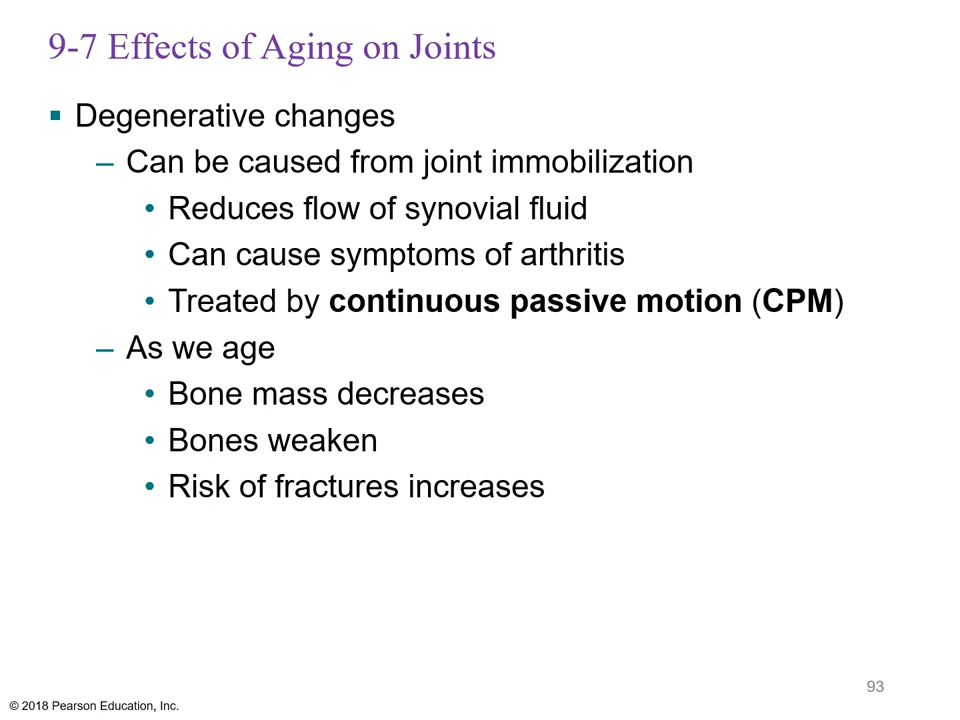 9-7 Effects of Aging on Joints
▪ Degenerative changes
– Can be caused from joint immobilization
• Reduces flow of synovial fluid
• Can cause symptoms of arthritis
• Treated by continuous passive motion (CPM)
– As we age
• Bone mass decreases
• Bones weaken
• Risk of fractures increases
93
© 2018 Pearson Education, Inc.